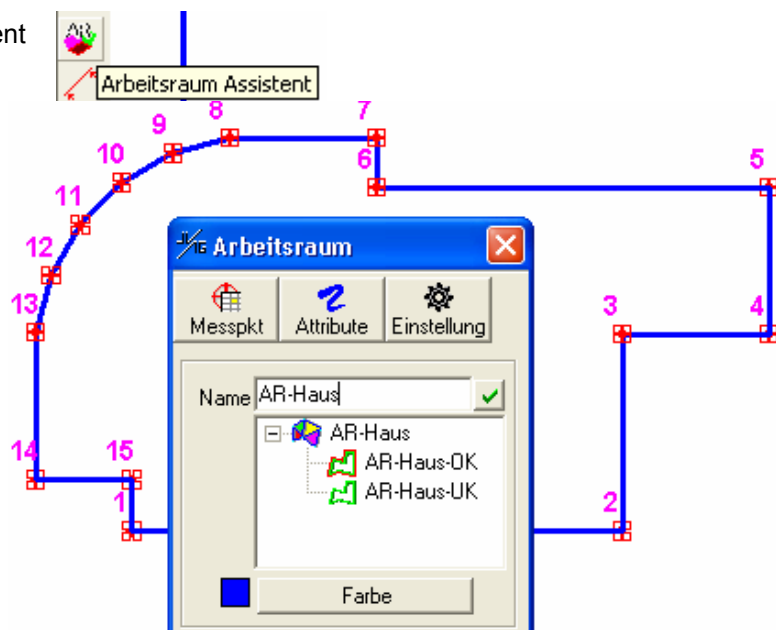 ent
AR
Arbeitsraum Assistent
8
7
9
6
5
10
11
12
13
3
4
14
15
1
2
Arbeitsraum
Messpkt Attribute Einstellung
Name AR-Haus
AR-Haus
AR-Haus-OK
AR-Haus-UK
Farbe